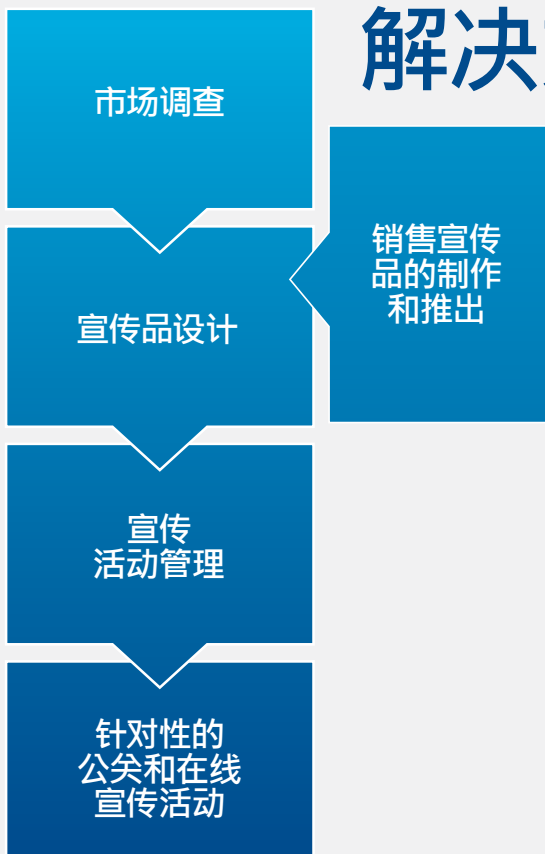 解决
市场调查
销售宣传
品的制作
和推出
宣传品设计
宣传
活动管理
针对性的
公关和在线
宣传活动